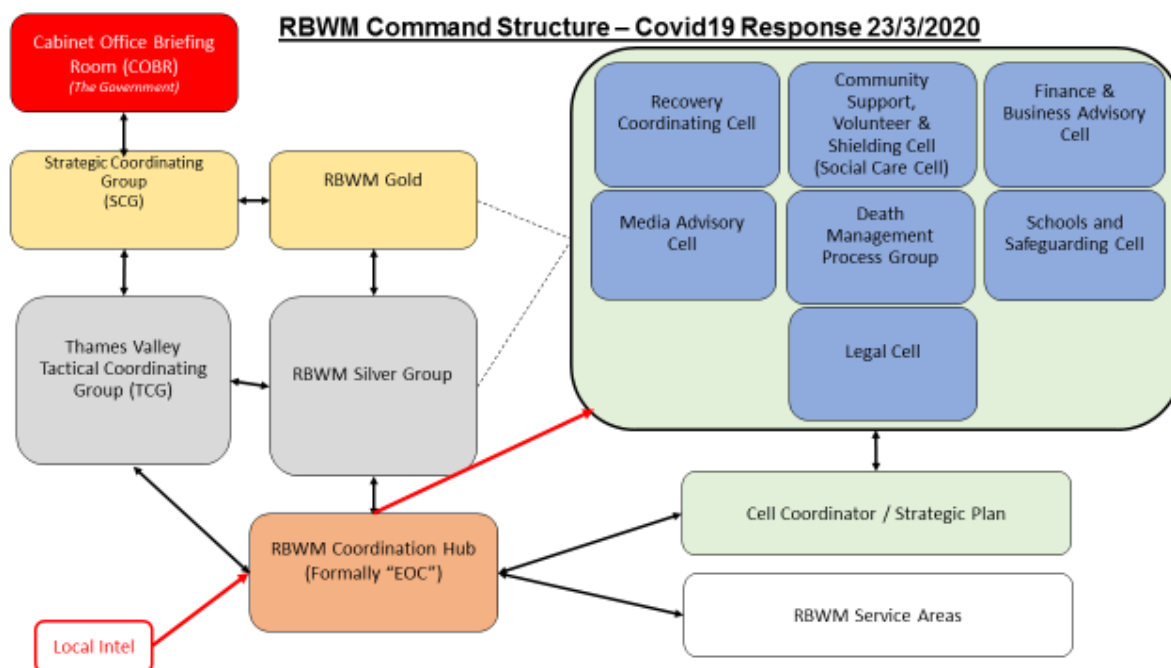 RBWM Command Structure – Covid19 Response 23/3/2020
Cabinet Office Briefing
Room (COBR)
(The Government)
Strategic Coordinating
Group
(SCG)
RBWM Gold
Thames Valley
Tactical Coordinating
Group (TCG)
RBWM Silver Group
RBWM Coordination Hub
(Formally “EOC”)
Local Intel
Recovery
Coordinating Cell
Community
Support,
Volunteer &
Shielding Cell
(Social Care Cell)
Finance &
Business Advisory
Cell
Media Advisory
Cell
Death
Management
Process Group
Schools and
Safeguarding Cell
Legal Cell
Cell Coordinator / Strategic Plan
RBWM Service Areas